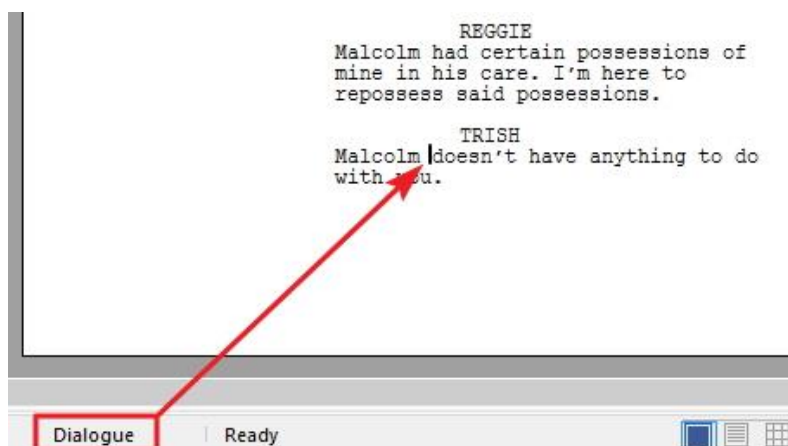 REGGIE
Malcolm had certain possessions of
mine in his care. I'm here to
repossess said possessions.
TRISH
Malcolm doesn't have anything to do
with you.
Dialogue
Ready